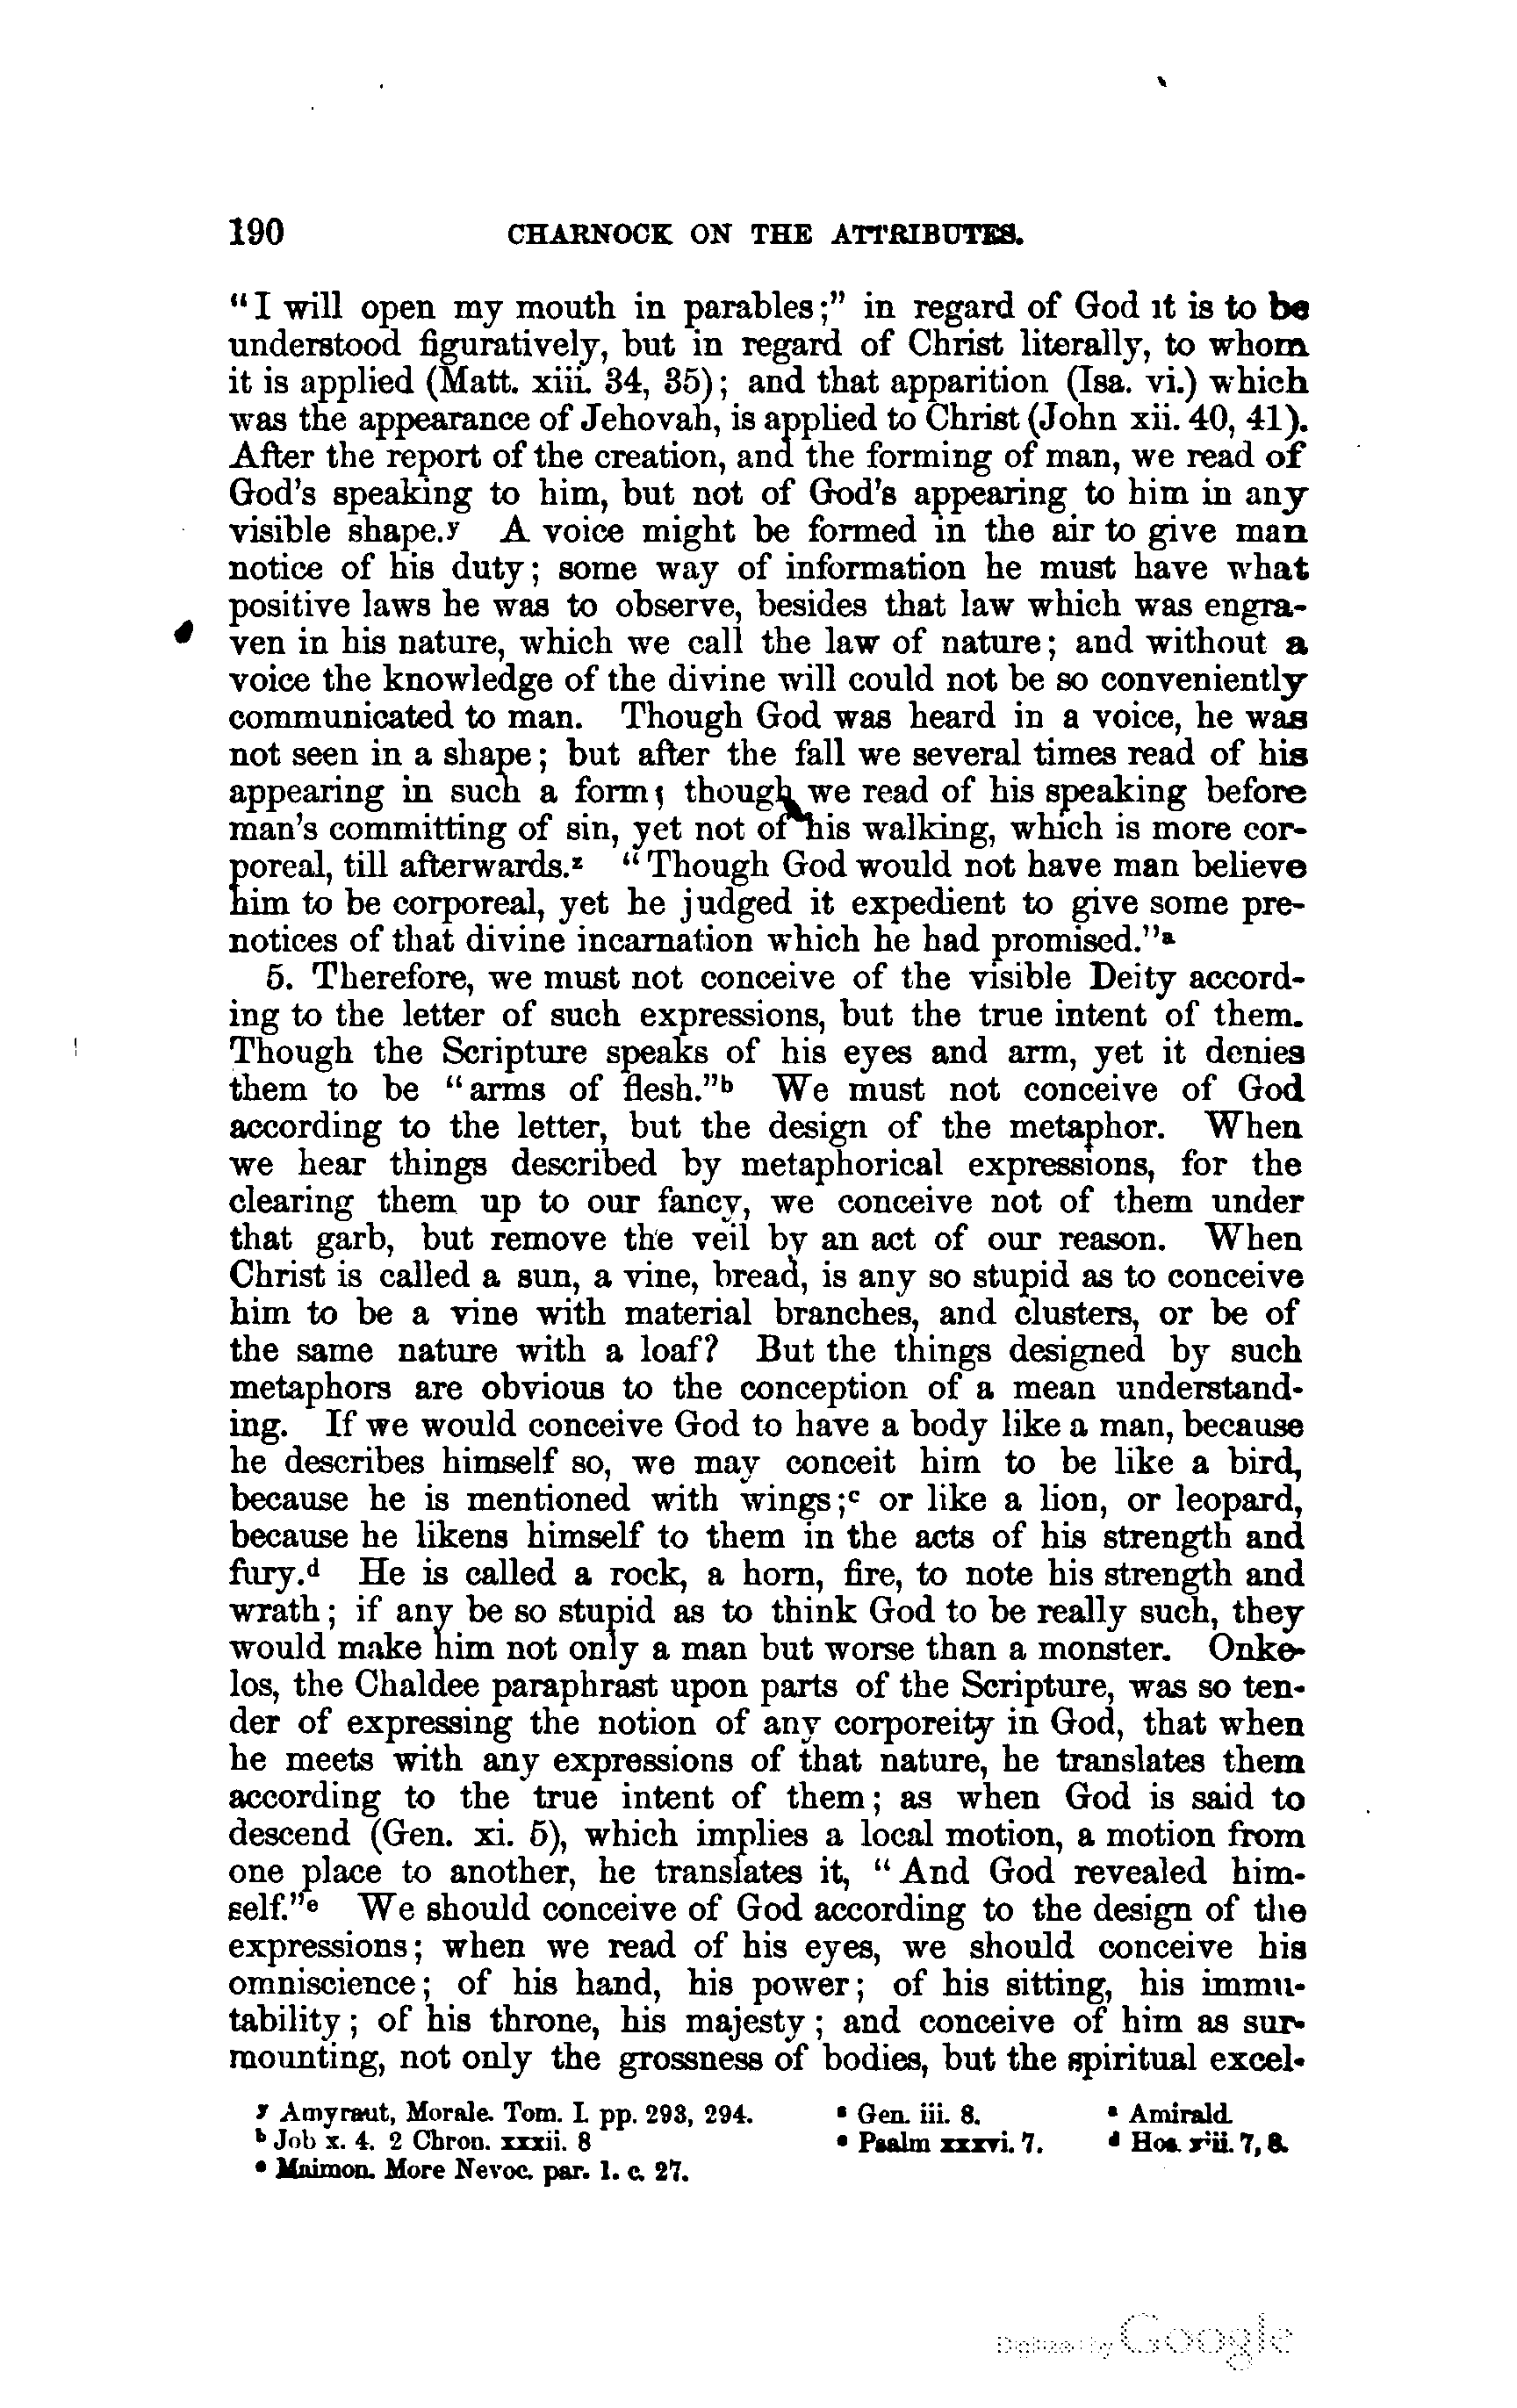 190 CHARNOCK ON THE ATTRIBUTES.
"I will open my mouth in parables;" in regard of God it is to be
understood figuratively, but in regard of Christ literally, to whom
it is applied (Matt. xiii. 34, 35); and that apparition (Isa. vi.) which
was the appearance of Jehovah, is applied to Christ (John xii. 40, 41).
After the report of the creation, and the forming of man, we read of
God's speaking to him, but not of God's appearing to him in any
visible shape.y A voice might be formed in the air to give man
notice of his duty; some way of information he must have what
positive laws he was to observe, besides that law which was engra-
ven in his nature, which we call the law of nature; and without a
voice the knowledge of the divine will could not be so conveniently
communicated to man. Though God was heard in a voice, he was
not seen in a shape; but after the fall we several times read of his
appearing in such a form; though we read of his speaking before
man's committing of sin, yet not of his walking, which is more cor-
poreal, till afterwards.z "Though God would not have man believe
him to be corporeal, yet he judged it expedient to give some pre-
notices of that divine incarnation which he had promised."a
5. Therefore, we must not conceive of the visible Deity accord-
ing to the letter of such expressions, but the true intent of them.
Though the Scripture speaks of his eyes and arm, yet it denies
them to be "arms of flesh."b We must not conceive of God
according to the letter, but the design of the metaphor. When
we hear things described by metaphorical expressions, for the
clearing them up to our fancy, we conceive not of them under
that garb, but remove the veil by an act of our reason. When
Christ is called a sun, a vine, bread, is any so stupid as to conceive
him to be a vine with material branches, and clusters, or be of
the same nature with a loaf? But the things designed by such
metaphors are obvious to the conception of a mean understand-
ing. If we would conceive God to have a body like a man, because
he describes himself so, we may conceit him to be like a bird,
because he is mentioned with wings;c or like a lion, or leopard,
because he likens himself to them in the acts of his strength and
fury.d He is called a rock, a horn, fire, to note his strength and
wrath; if any be so stupid as to think God to be really such, they
would make him not only a man but worse than a monster. Onke-
los, the Chaldee paraphrast upon parts of the Scripture, was so ten-
der of expressing the notion of any corporeity in God, that when
he meets with any expressions of that nature, he translates them
according to the true intent of them; as when God is said to
descend (Gen. xi. 5), which implies a local motion, a motion from
one place to another, he translates it, "And God revealed him-
self."e We should conceive of God according to the design of the
expressions; when we read of his eyes, we should conceive his
omniscience; of his hand, his power; of his sitting, his immu-
tability; of his throne, his majesty; and conceive of him as sur-
mounting, not only the grossness of bodies, but the spiritual excel-
y Amyraut, Morale. Tom. I. pp. 293, 294. z Gen. iii. 8. a Amirald.
b Job x. 4. 2 Chron. xxxii. 8 c Psalm xxxvi. 7. d Hos. xiii. 7, 8.
e Maimon. More Nevoc. par. 1. c. 27.
Digitized by Google